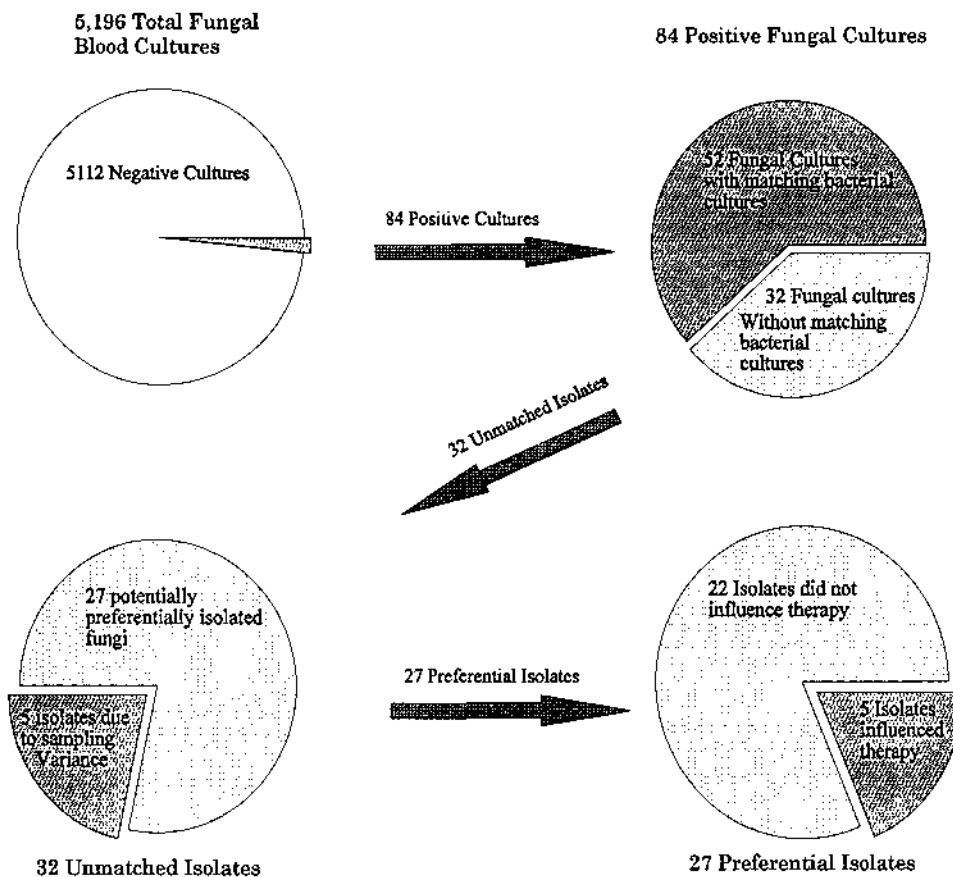 5,196 Total Fungal
Blood Cultures
5112 Negative Cultures
84 Positive Cultures
84 Positive Fungal Cultures
52 Fungal Cultures
with matching bacterial
cultures
32 Fungal cultures
Without matching
bacterial
cultures
32 Unmatched Isolates
27 potentially
preferentially isolated
fungi
5 isolates due
to sampling
Variance
32 Unmatched Isolates
27 Preferential Isolates
22 Isolates did not
influence therapy
5 Isolates
influenced
therapy
27 Preferential Isolates